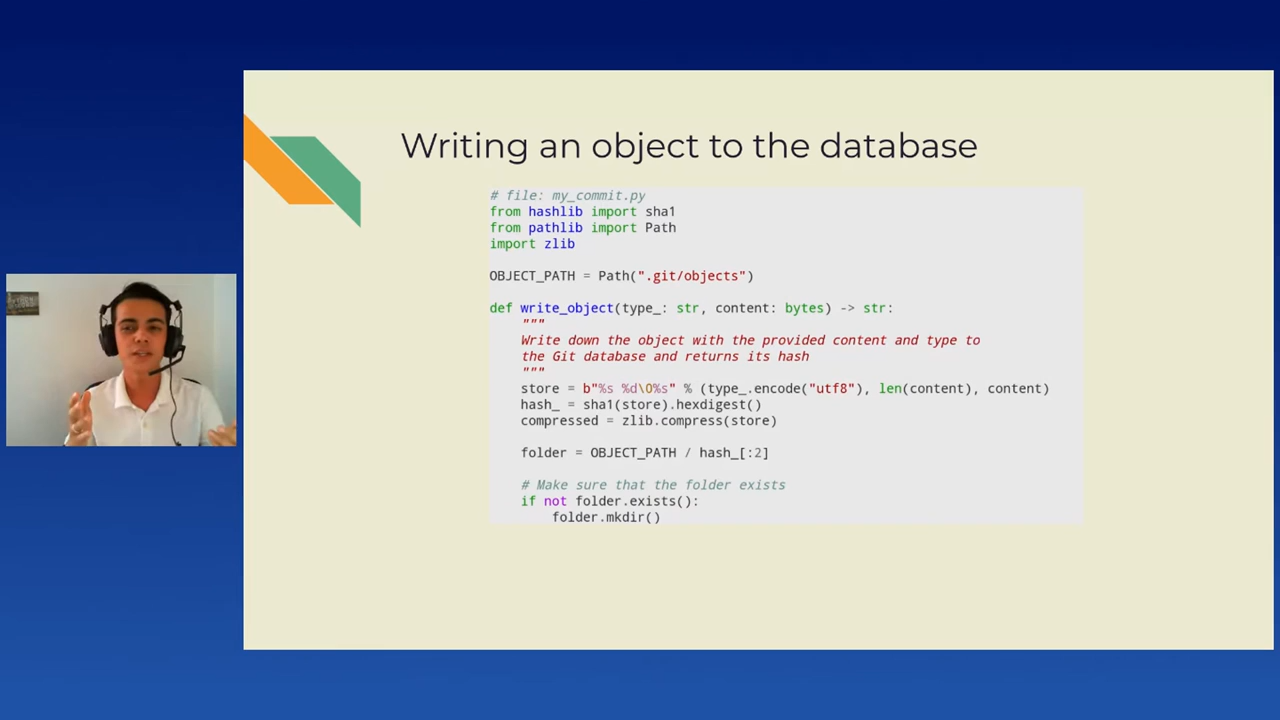 Writing an object to the database
# file: my_commit.py
from hashlib import sha1
from pathlib import Path
import zlib
OBJECT_PATH = Path(".git/objects")
def write_object(type_: str, content: bytes) -> str:
"""
Write down the object with the provided content and type to
the Git database and returns its hash
"""
store = b"%s %d\0%s" % (type_.encode("utf8"), len(content), content)
hash_ = sha1(store).hexdigest()
compressed = zlib.compress(store)
folder = OBJECT_PATH / hash_[:2]
# Make sure that the folder exists
if not folder.exists():
folder.mkdir()